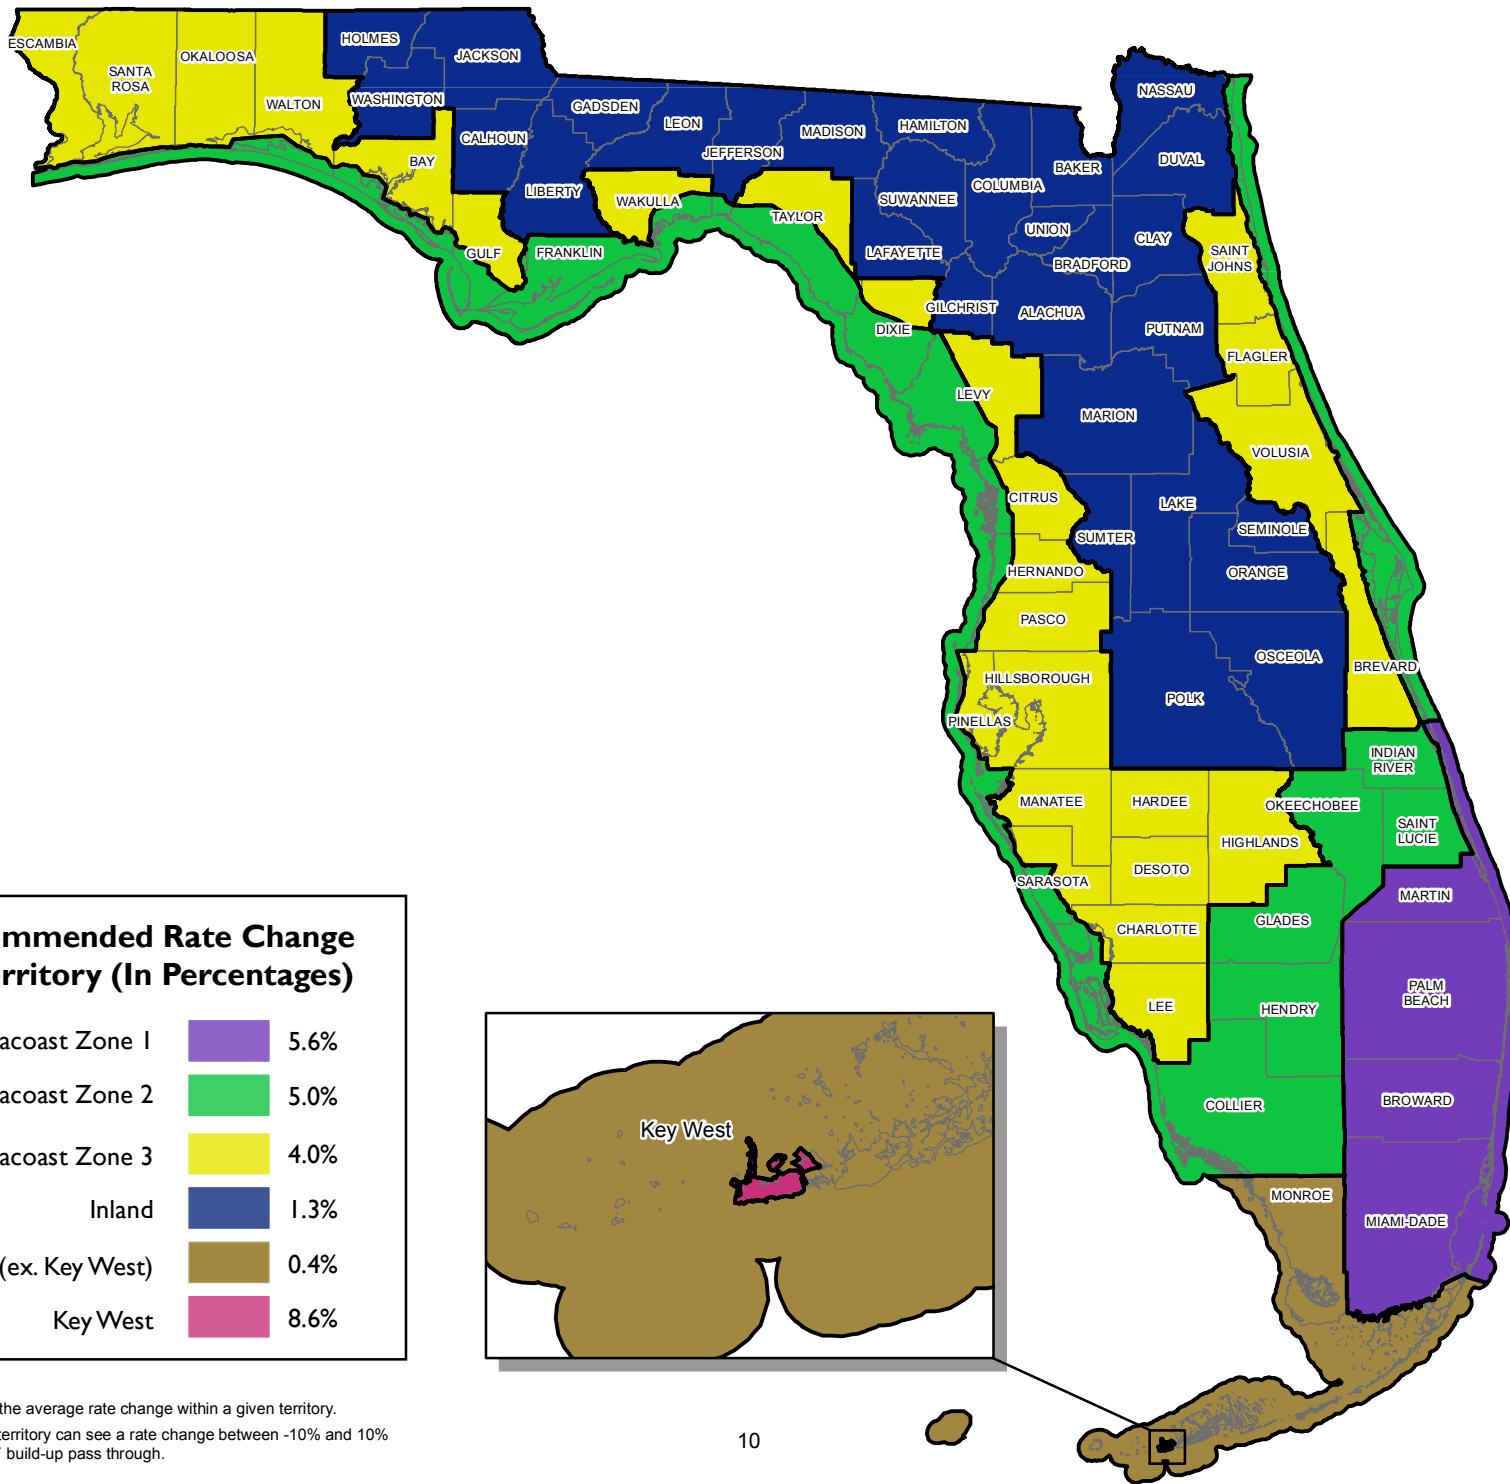 ESCAMBIA
SANTA
ROSA
OKALOOSA
WALTON
HOLMES
JACKSON
WASHINGTON
BAY
CALHOUN
GULF
LIBERTY
FRANKLIN
GADSDEN
LEON
WAKULLA
JEFFERSON
MADISON
TAYLOR
HAMILTON
SUWANNEE
LAFAYETTE
COLUMBIA
BAKER
NASSAU
DUVAL
UNION
BRADFORD
CLAY
SAINT
JOHNS
DIXIE
GILCHRIST
ALACHUA
PUTNAM
FLAGLER
LEVY
MARION
VOLUSIA
CITRUS
LAKE
SUMTER
SEMINOLE
HERNANDO
ORANGE
PASCO
OSCEOLA
BREVARD
HILLSBOROUGH
POLK
PINELLAS
INDIAN
RIVER
MANATEE
HARDEE
OKEECHOBEE
SAINT
LUCIE
HIGHLANDS
SARASOTA
DESOTO
MARTIN
CHARLOTTE
GLADES
LEE
HENDRY
PALM
BEACH
COLLIER
BROWARD
MONROE
MIAMI-DADE
Key West
ommended Rate Change
erritory (In Percentages)
acoast Zone 1 5.6%
acoast Zone 2 5.0%
acoast Zone 3 4.0%
Inland 1.3%
(ex. Key West) 0.4%
Key West 8.6%
the average rate change within a given territory.
territory can see a rate change between -10% and 10%
build-up pass through.
10